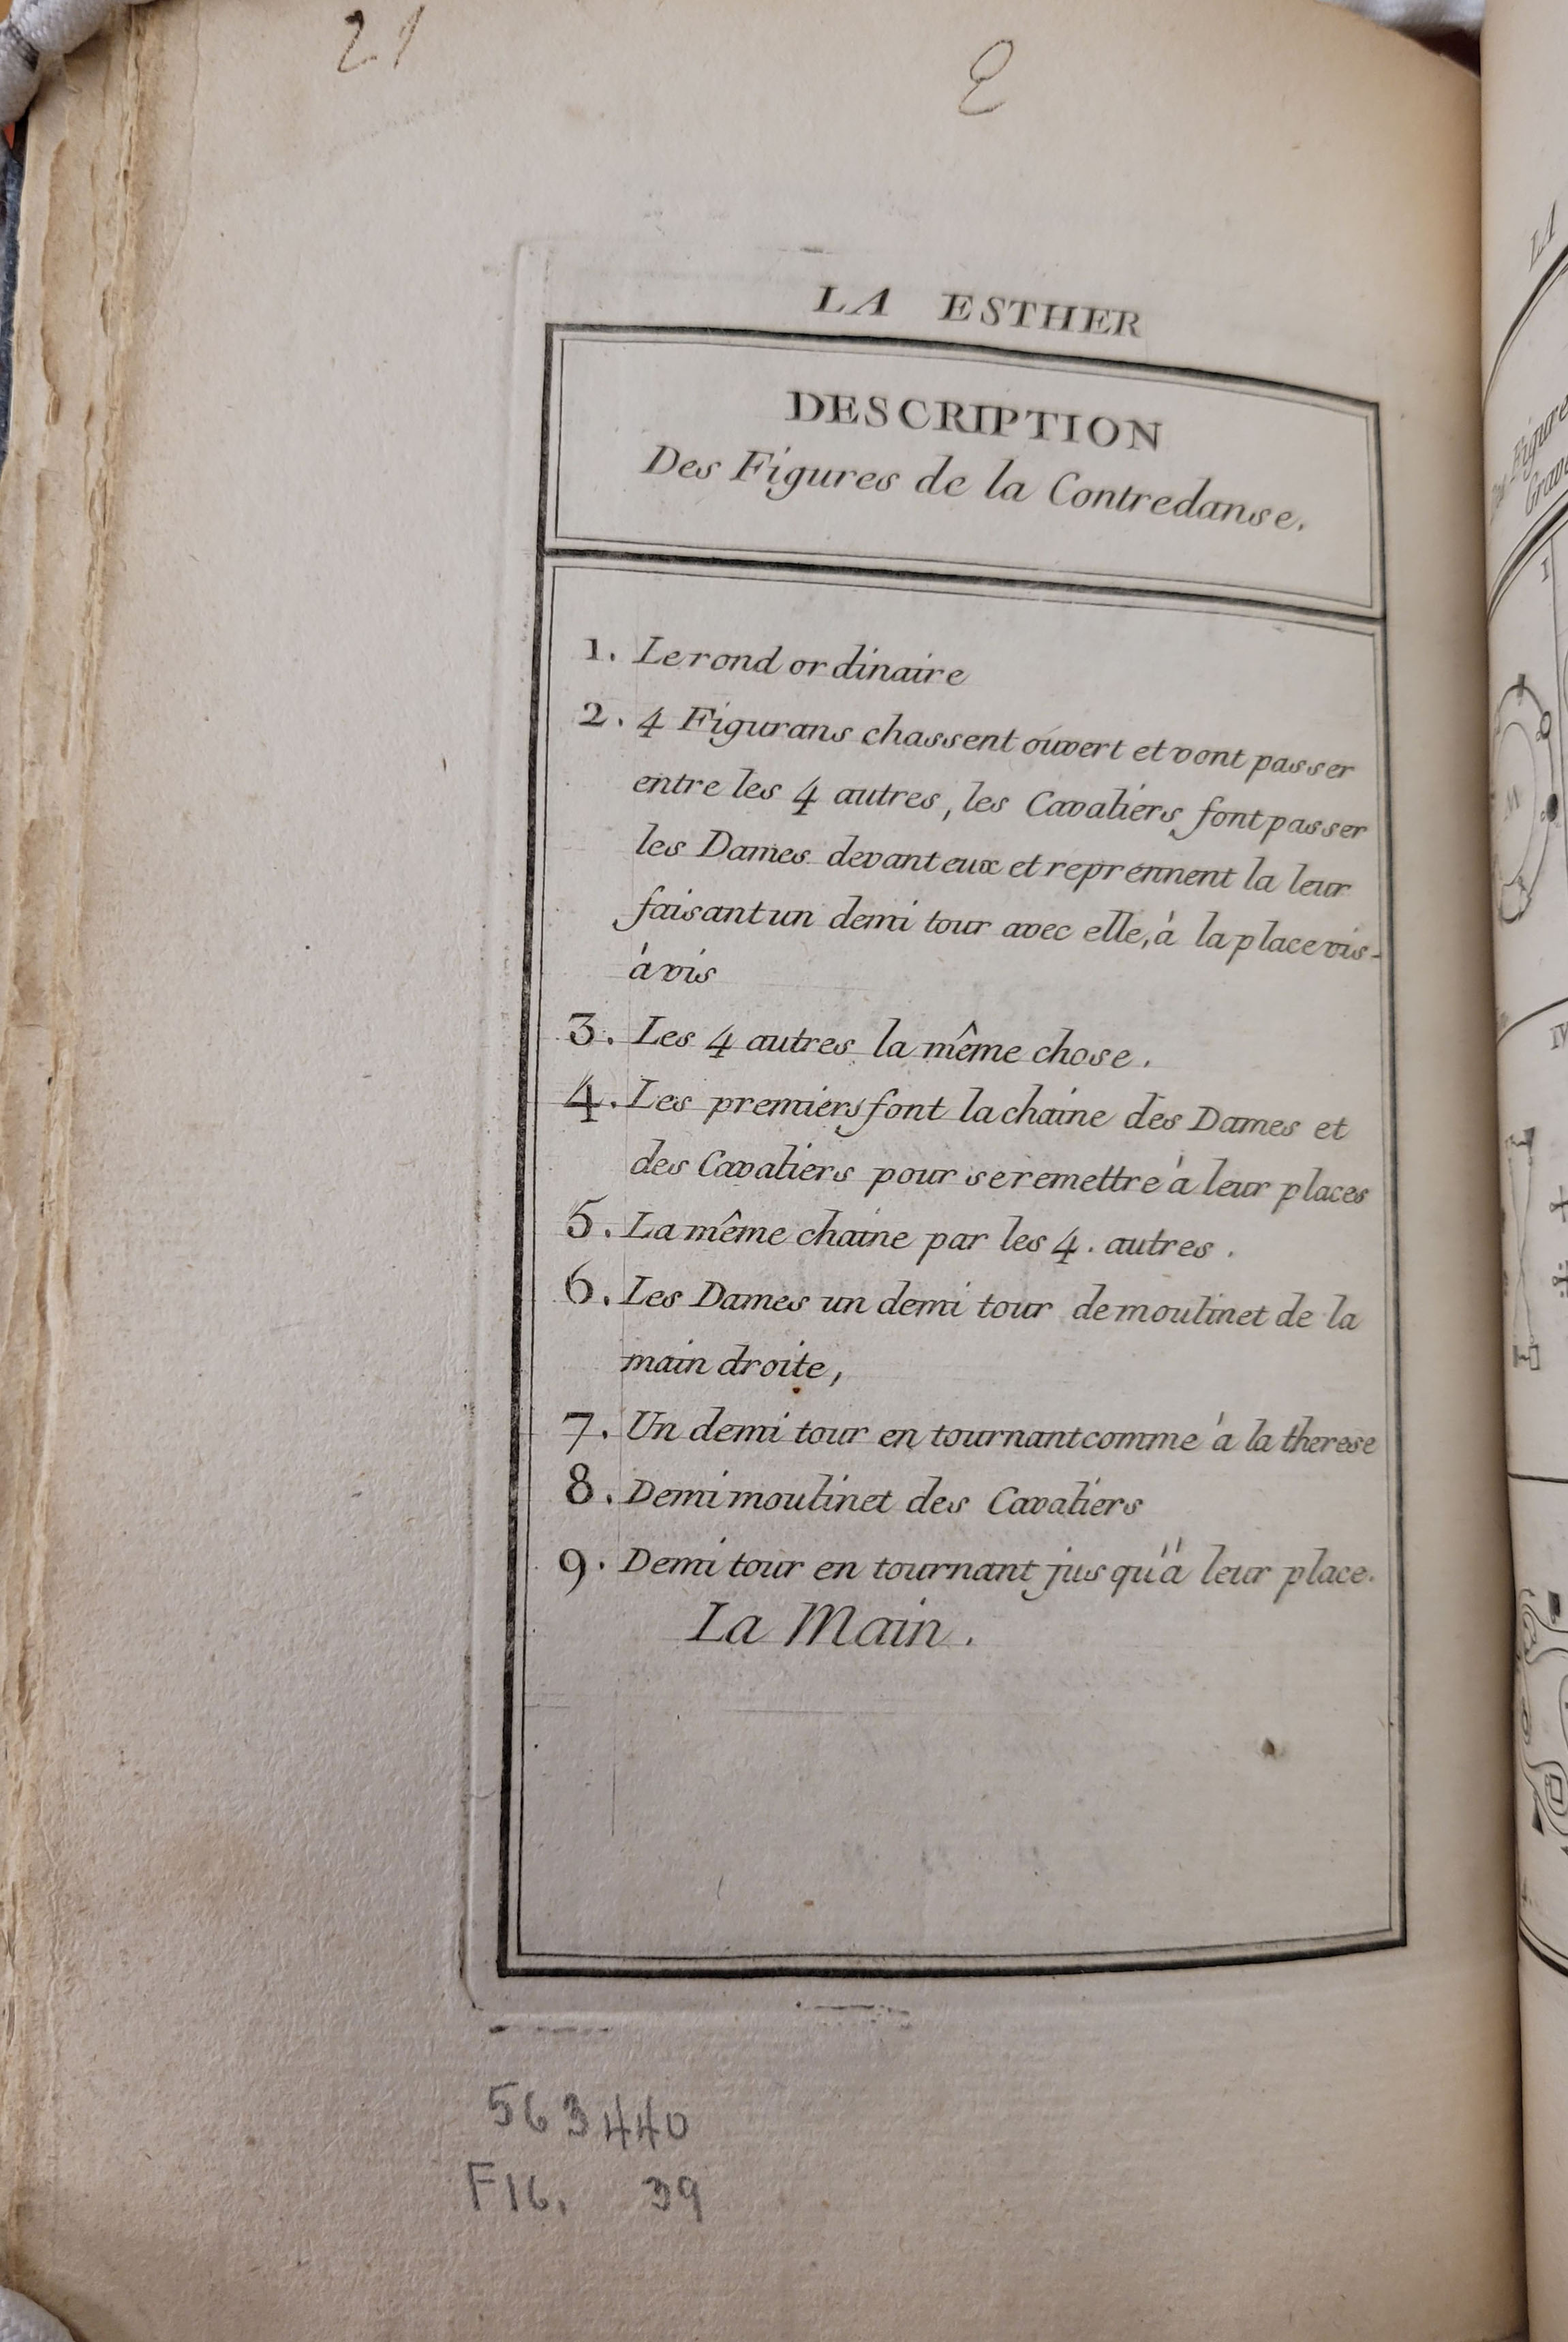 21
LA ESTHER
DESCRIPTION
Des Figures de la Contredanse.
1. Le rond ordinaire
2. 4 Figurans chassent ouvert et vont passer
entre les 4 autres, les Cavaliers font passer
les Dames devant eux et reprennent la leur
faisant un demi tour avec elle, à la place vis-
à vis
3. Les 4 autres la même chose.
4. Les premiers font la chaine des Dames et
des Cavaliers pour se remettre à leur places
5. La même chaine par les 4. autres.
6. Les Dames un demi tour de moulinet de la
main droite,
7. Un demi tour en tournant comme à la therese
8. Demi moulinet des Cavaliers
9. Demi tour en tournant jusqu'à leur place.
La Main.
563440
FIG. 39